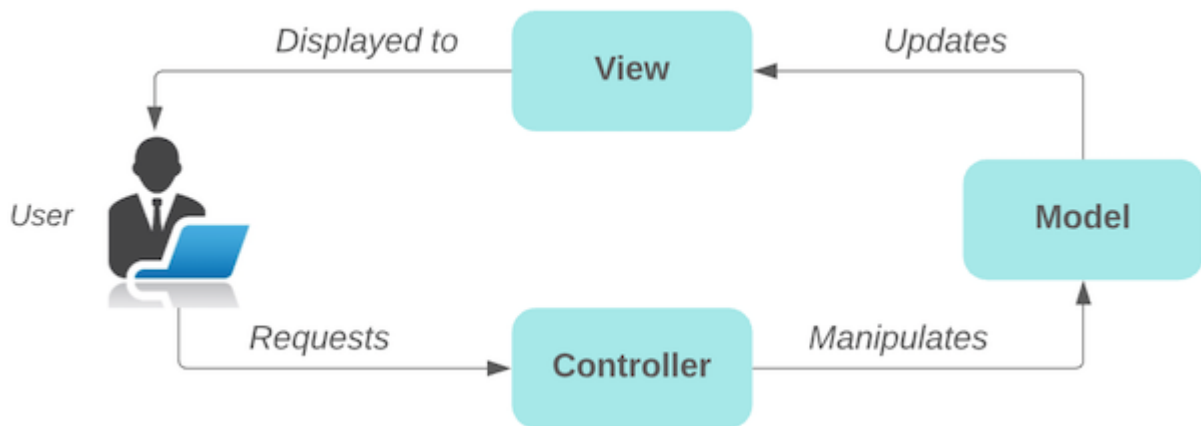 Displayed to
View
Updates
User
Model
Requests
Controller
Manipulates